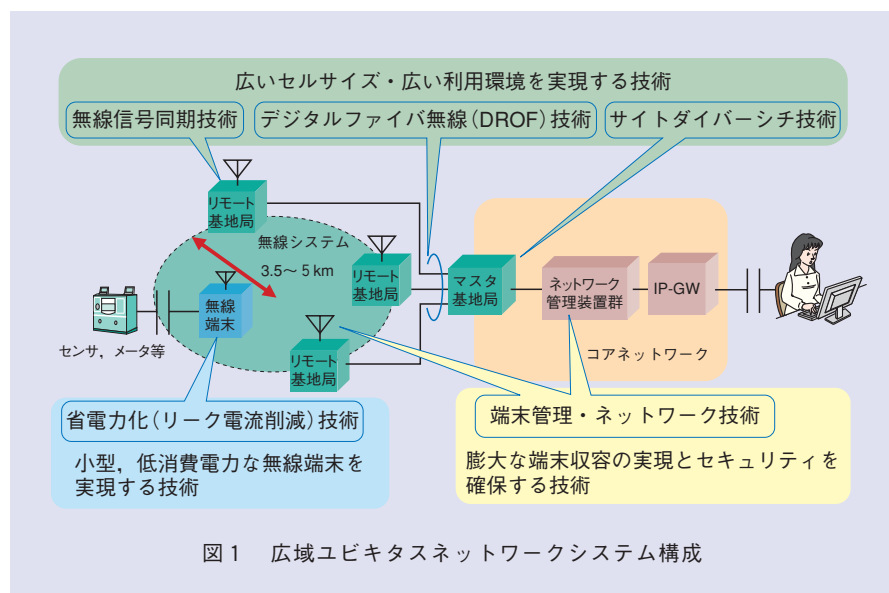 広いセルサイズ・広い利用環境を実現する技術
無線信号同期技術
デジタルファイバ無線(DROF)技術
サイトダイバーシチ技術
リモート
基地局
無線システム
3.5〜5 km
リモート
基地局
マスタ
基地局
ネットワーク
管理装置群
IP-GW
無線
端末
センサ，メータ等
リモート
基地局
コアネットワーク
省電力化(リーク電流削減)技術
小型，低消費電力な無線端末を
実現する技術
端末管理・ネットワーク技術
膨大な端末収容の実現とセキュリティを
確保する技術
図1　広域ユビキタスネットワークシステム構成